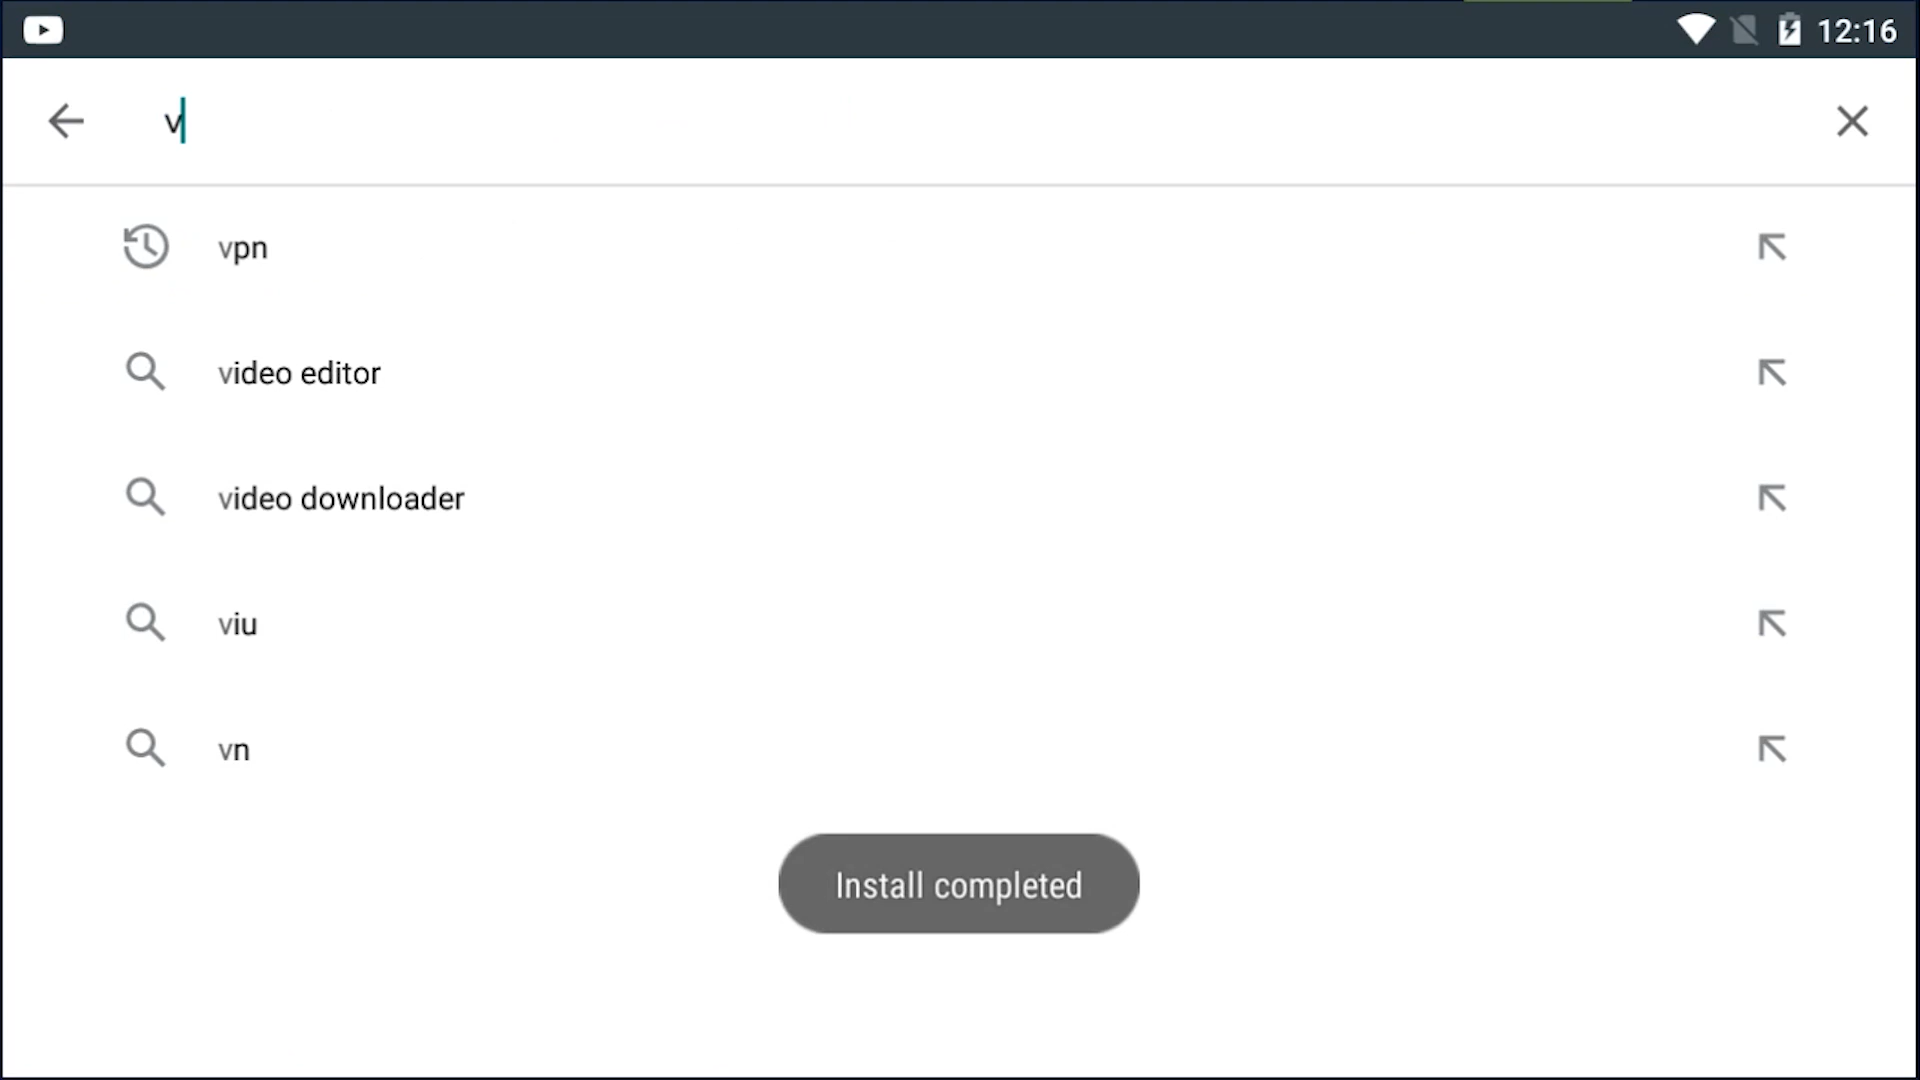 12:16
v
vpn
video editor
video downloader
viu
vn
Install completed